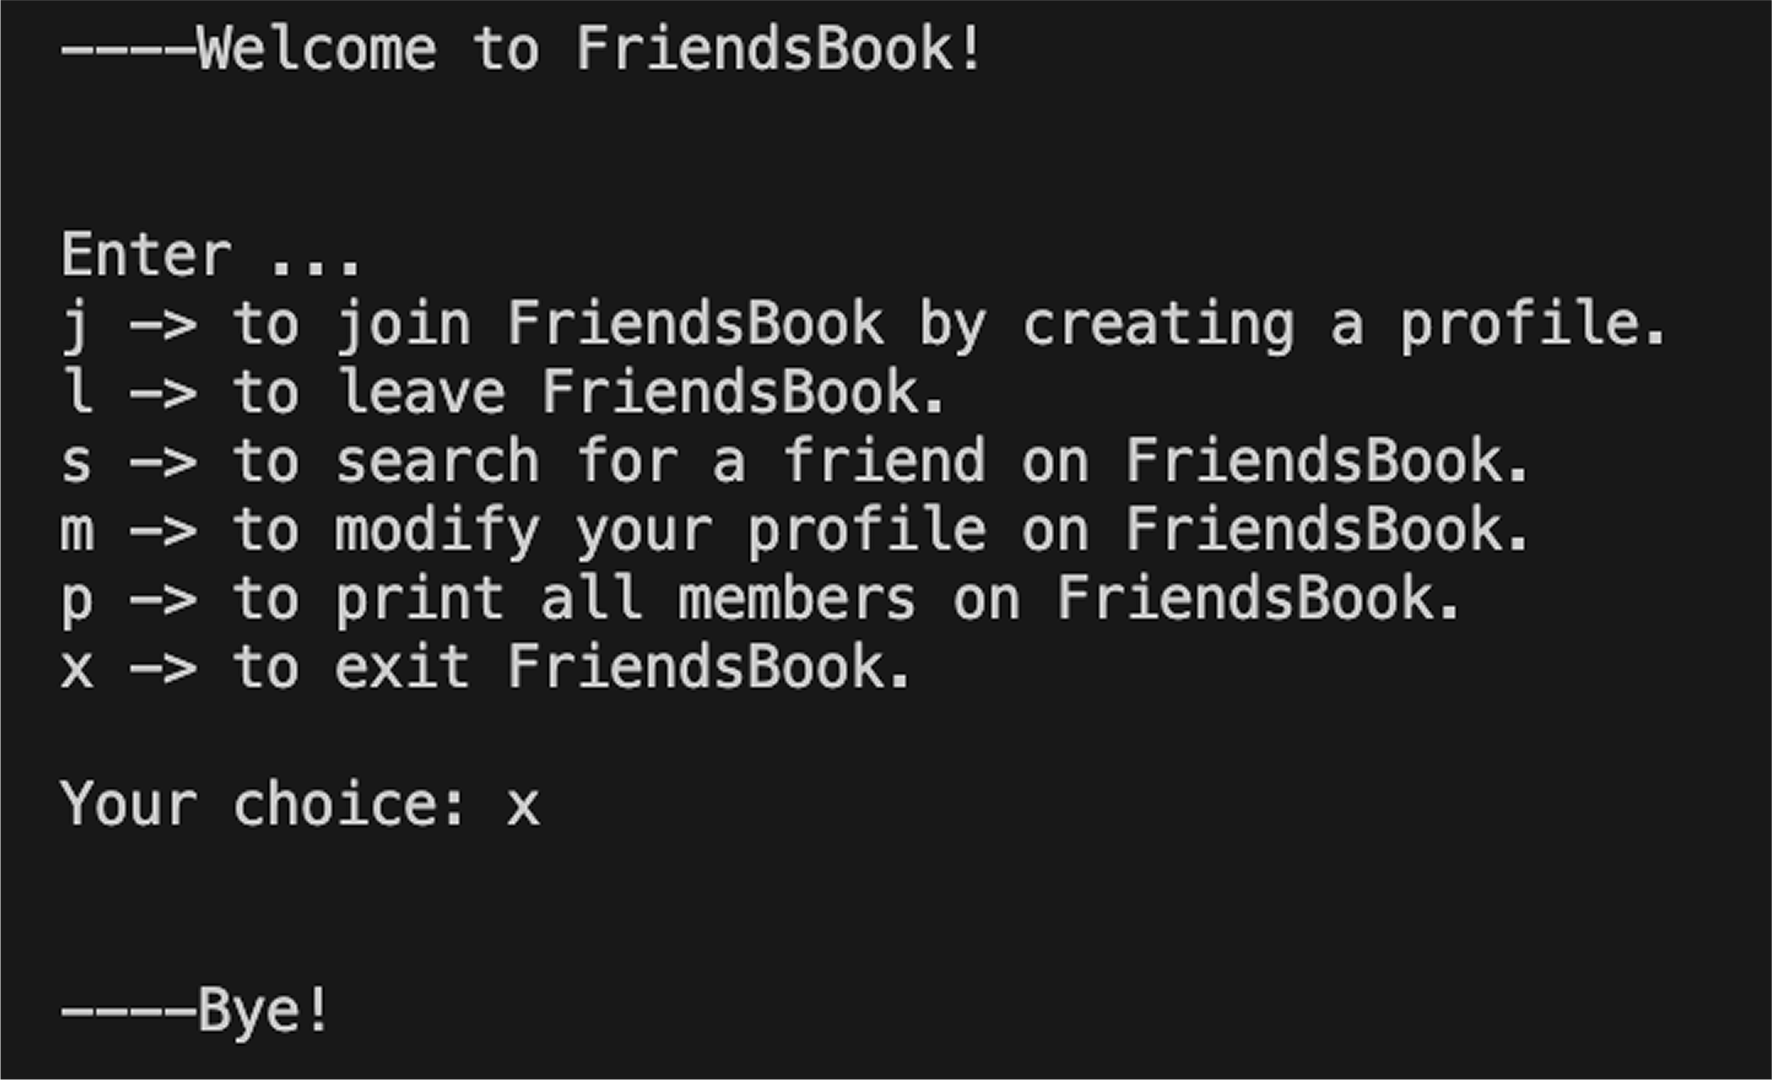 ----Welcome to FriendsBook!
Enter ...
j -> to join FriendsBook by creating a profile.
l -> to leave FriendsBook.
s -> to search for a friend on FriendsBook.
m -> to modify your profile on FriendsBook.
p -> to print all members on FriendsBook.
x -> to exit FriendsBook.
Your choice: x
----Bye!